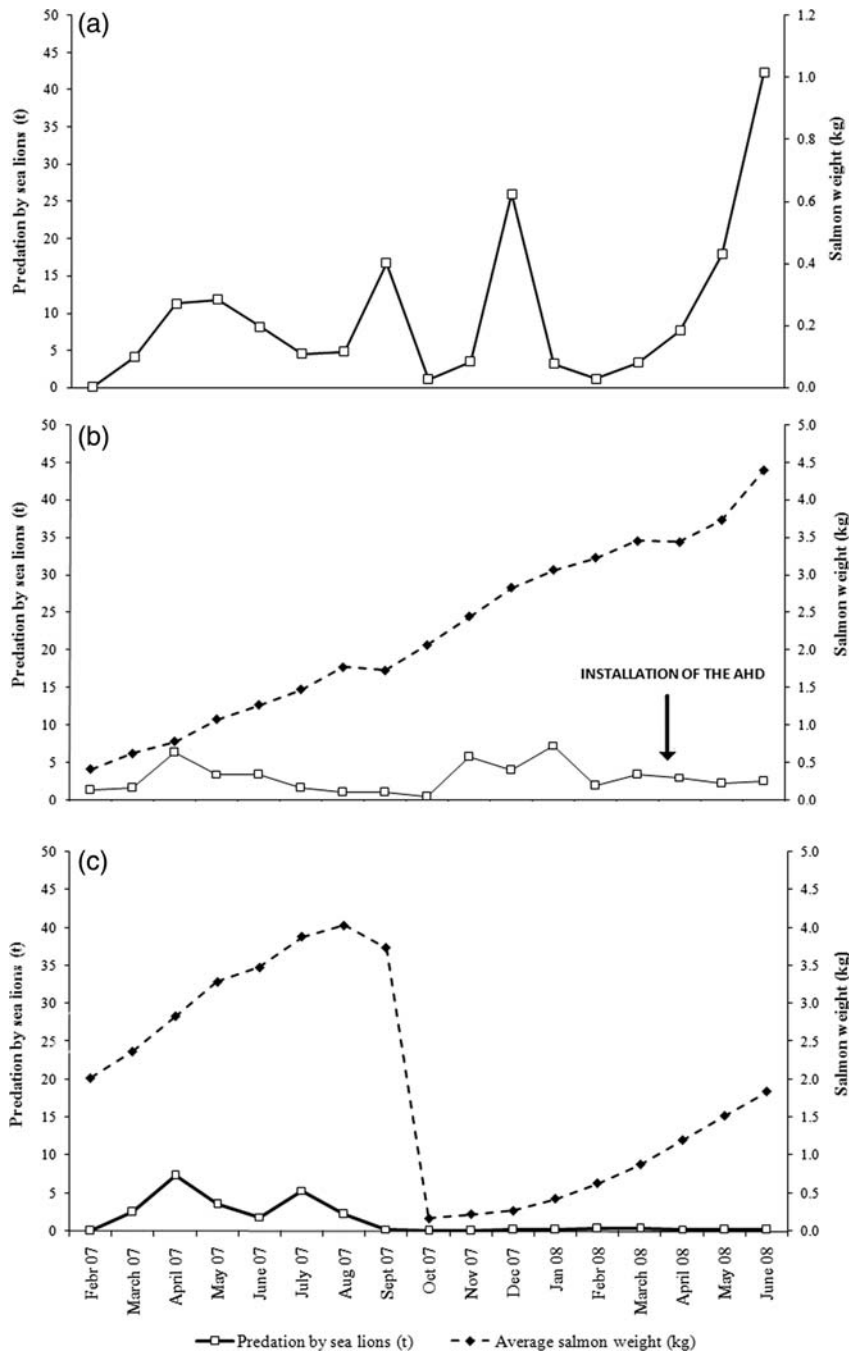 (a)
Predation by sea lions (t)
50
45
40
35
30
25
20
15
10
5
0
1.2
1.0
0.8
0.6
0.4
0.2
0.0
Salmon weight (kg)
(b)
Predation by sea lions (t)
50
45
40
35
30
25
20
15
10
5
0
INSTALLATION OF THE AHD
5.0
4.5
4.0
3.5
3.0
2.5
2.0
1.5
1.0
0.5
0.0
Salmon weight (kg)
(c)
Predation by sea lions (t)
50
45
40
35
30
25
20
15
10
5
0
5.0
4.5
4.0
3.5
3.0
2.5
2.0
1.5
1.0
0.5
0.0
Salmon weight (kg)
Febr 07
March 07
April 07
May 07
June 07
July 07
Aug 07
Sept 07
Oct 07
Nov 07
Dec 07
Jan 08
Febr 08
March 08
April 08
May 08
June 08
Predation by sea lions (t)
Average salmon weight (kg)